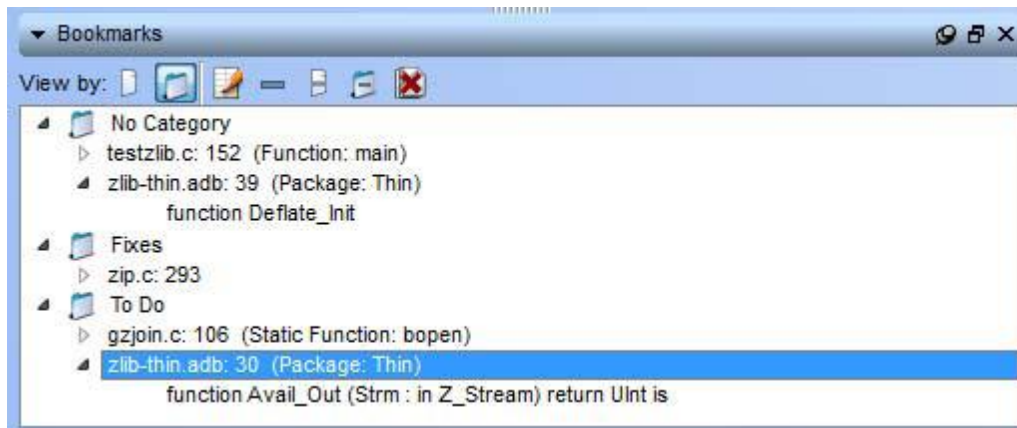 Bookmarks
View by:
No Category
testzlib.c: 152 (Function: main)
zlib-thin.adb: 39 (Package: Thin)
function Deflate_Init
Fixes
zip.c: 293
To Do
gzjoin.c: 106 (Static Function: bopen)
zlib-thin.adb: 30 (Package: Thin)
function Avail_Out (Strm : in Z_Stream) return UInt is